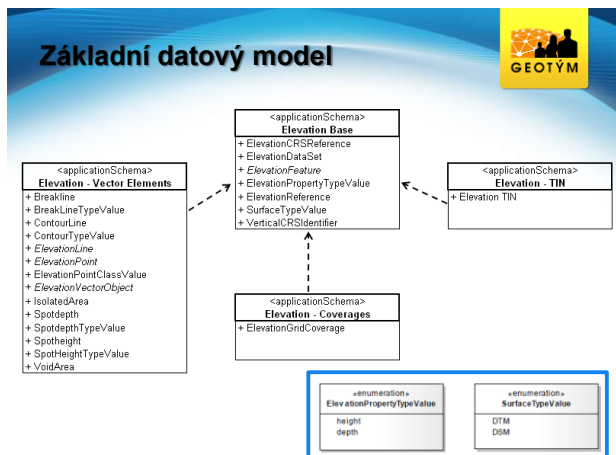 Základní datový model
GEOTÝM
<applicationSchema>
Elevation Base
+ ElevationCRSReference
+ ElevationDataSet
+ ElevationFeature
+ ElevationPropertyTypeValue
+ ElevationReference
+ SurfaceTypeValue
+ VerticalCRSIdentifier
<applicationSchema>
Elevation - Vector Elements
+ Breakline
+ BreakLineTypeValue
+ ContourLine
+ ContourTypeValue
+ ElevationLine
+ ElevationPoint
+ ElevationPointClassValue
+ ElevationVectorObject
+ IsolatedArea
+ Spotdepth
+ SpotdepthTypeValue
+ Spotheight
+ SpotHeightTypeValue
+ VoidArea
<applicationSchema>
Elevation - TIN
+ Elevation TIN
<applicationSchema>
Elevation - Coverages
+ ElevationGridCoverage
«enumeration»
ElevationPropertyTypeValue
height
depth
«enumeration»
SurfaceTypeValue
DTM
DSM